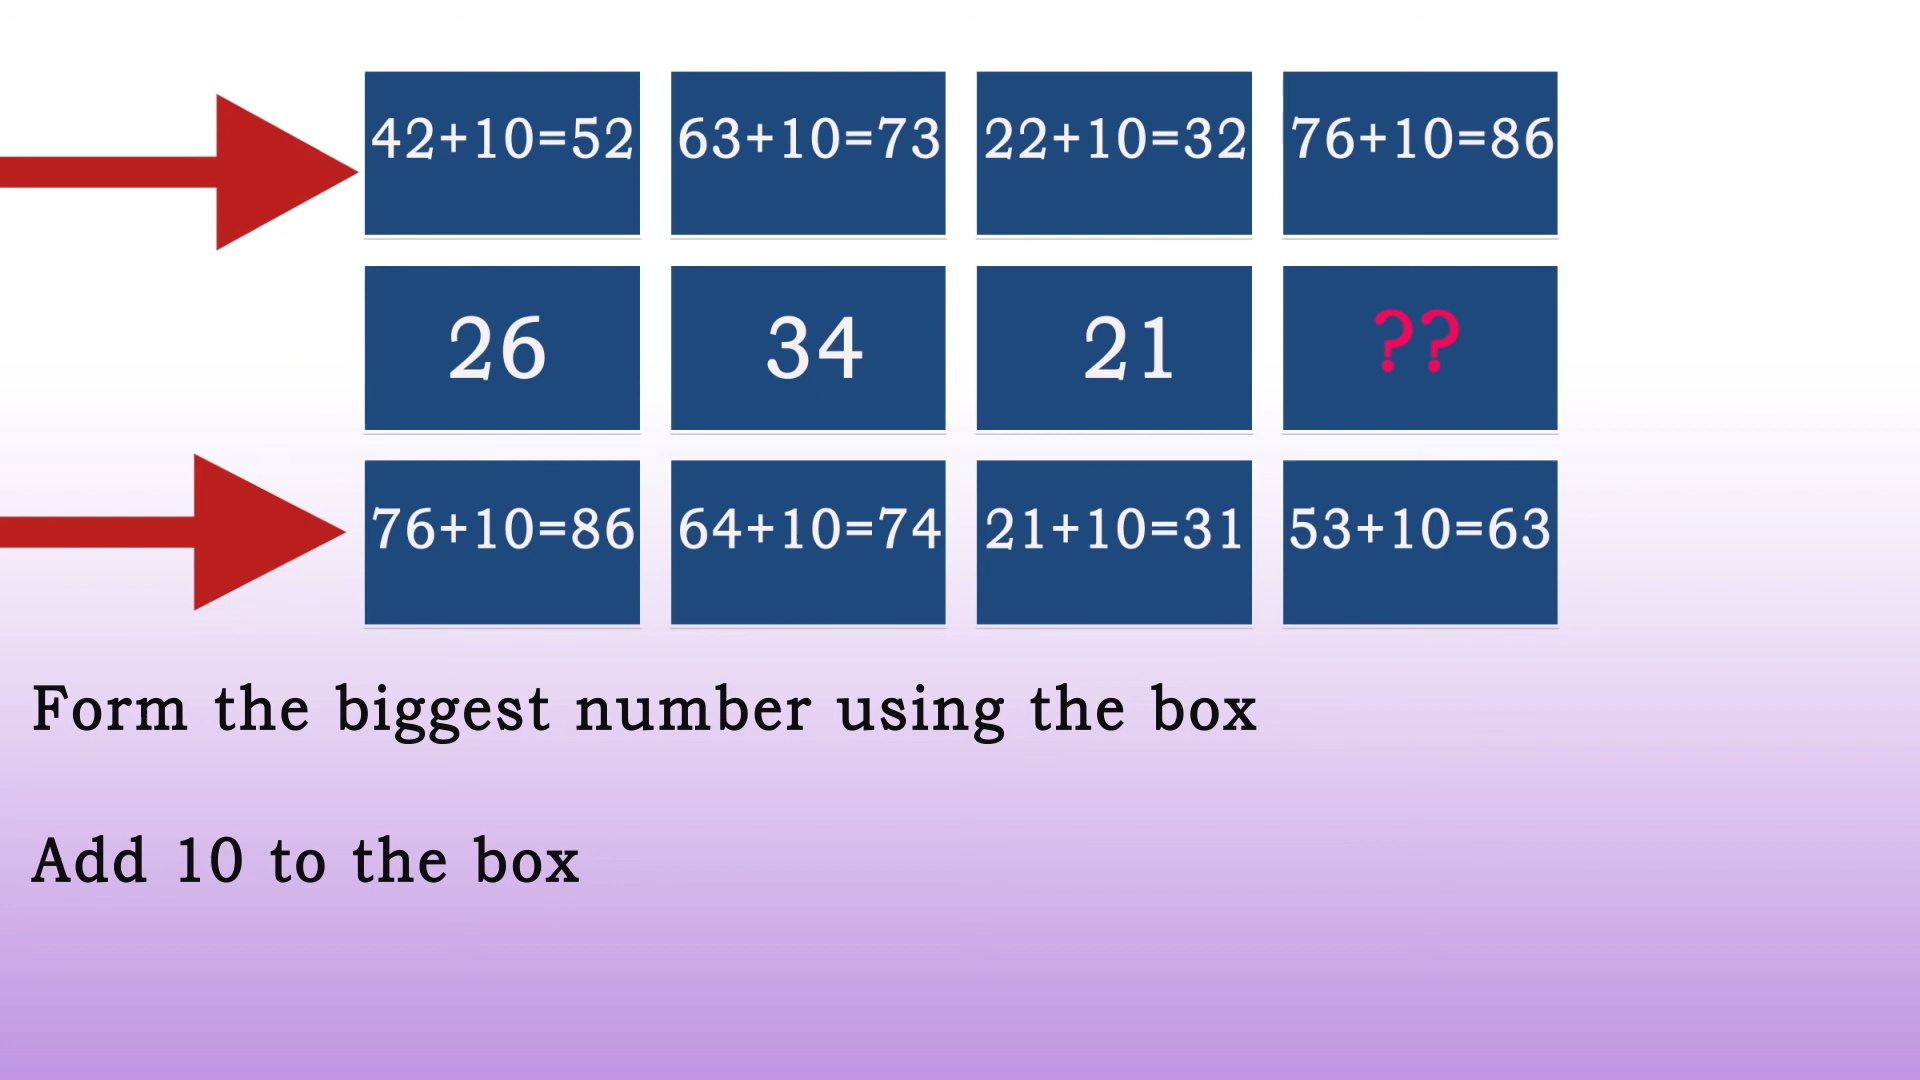 42+10=52 63+10=73 22+10=32 76+10=86
26 34 21 ??
76+10=86 64+10=74 21+10=31 53+10=63
Form the biggest number using the box
Add 10 to the box